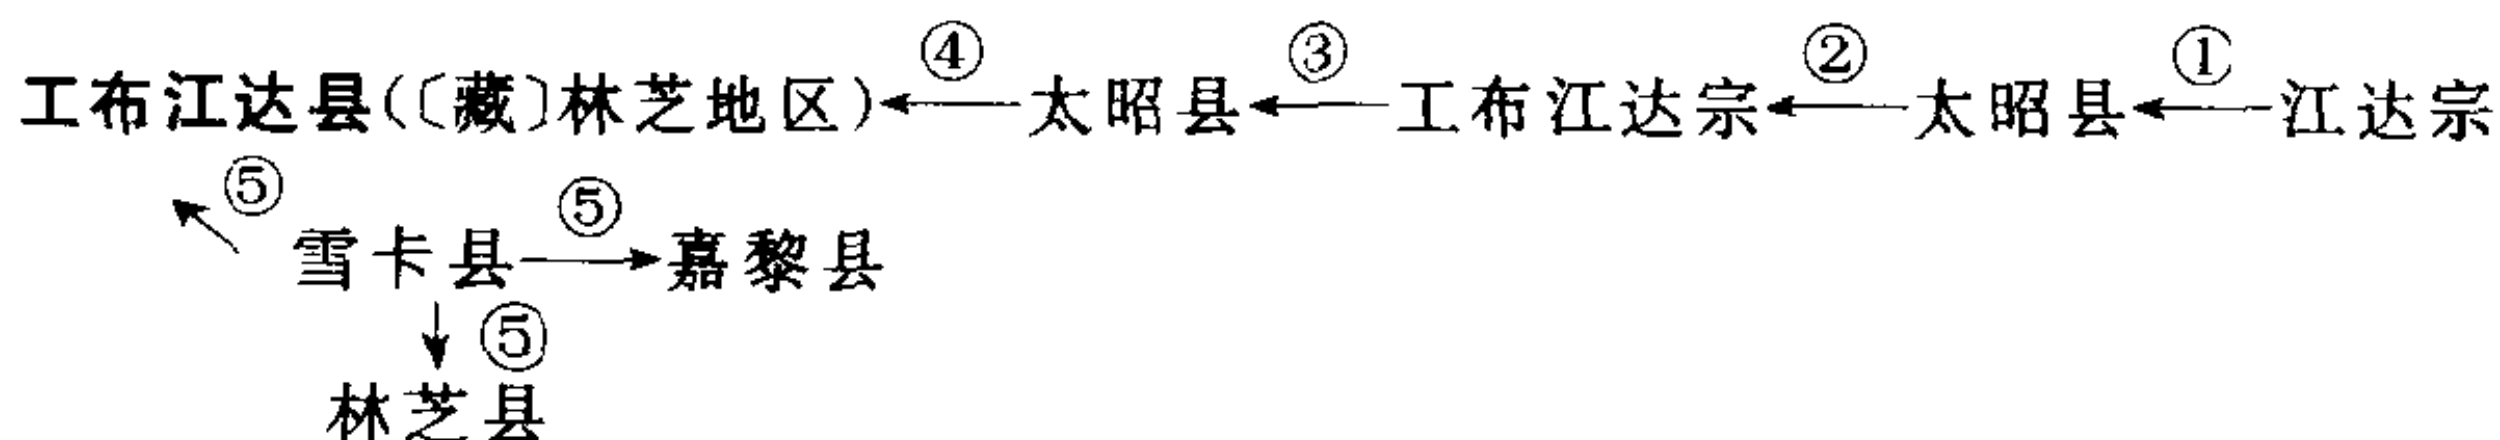 ④ ③ ② ①
工布江达县(〔藏〕林芝地区)←太昭县←工布江达宗←太昭县←江达宗
⑤ ⑤
雪卡县→嘉黎县
⑤
林芝县